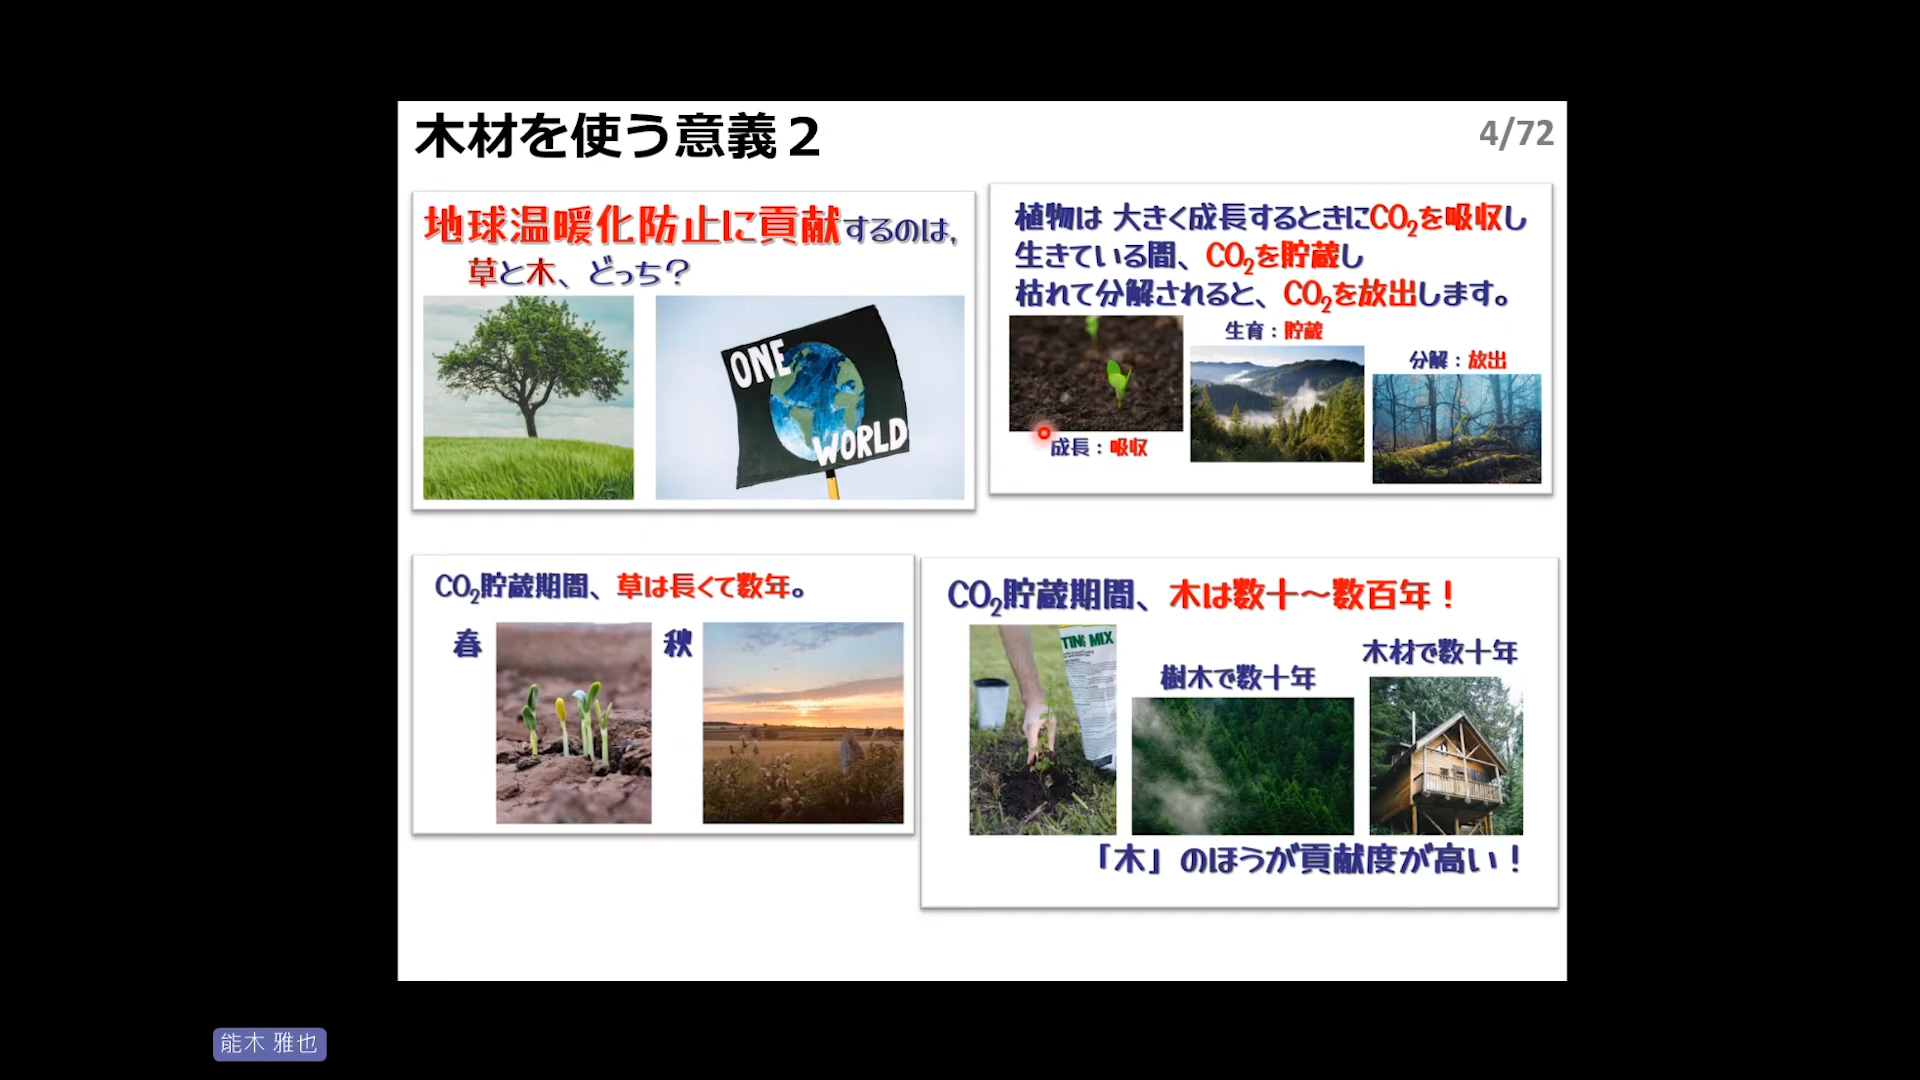 木材を使う意義２
4/72
地球温暖化防止に貢献するのは,
草と木、どっち？
ONE
WORLD
植物は 大きく成長するときにCO₂を吸収し
生きている間、CO₂を貯蔵し
枯れて分解されると、CO₂を放出します。
成長：吸収
生育：貯蔵
分解：放出
CO₂貯蔵期間、草は長くて数年。
春
秋
CO₂貯蔵期間、木は数十～数百年！
TING MIX
樹木で数十年
木材で数十年
「木」のほうが貢献度が高い！
能木 雅也